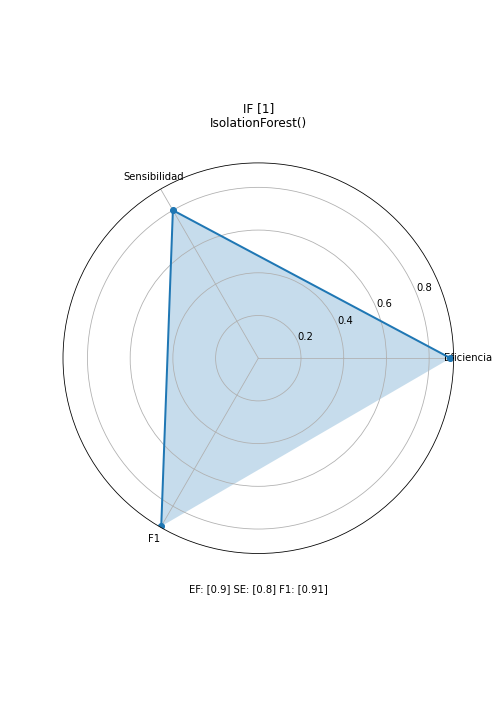 IF [1]
IsolationForest()
Sensibilidad
0.8
0.6
0.4
0.2
Eficiencia
F1
EF: [0.9] SE: [0.8] F1: [0.91]